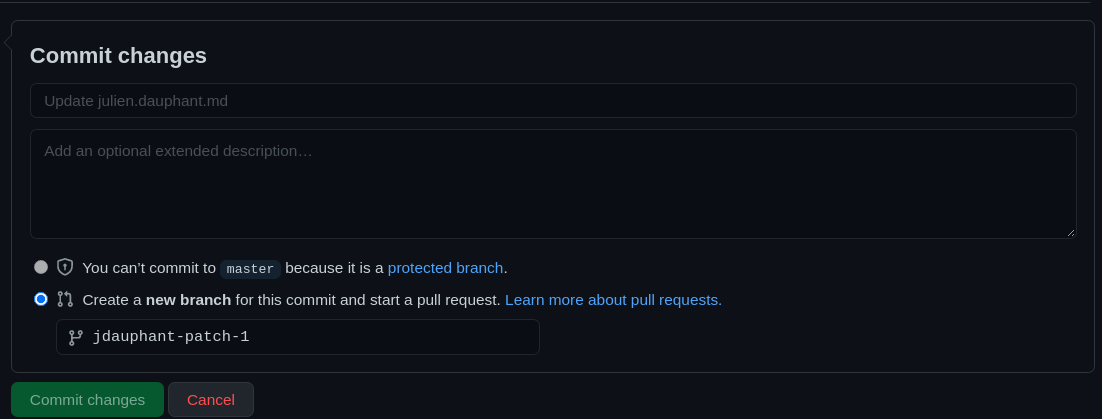 Commit changes
Update julien.dauphant.md
Add an optional extended description…
You can’t commit to master because it is a protected branch.
Create a new branch for this commit and start a pull request. Learn more about pull requests.
jdauphant-patch-1
Commit changes Cancel